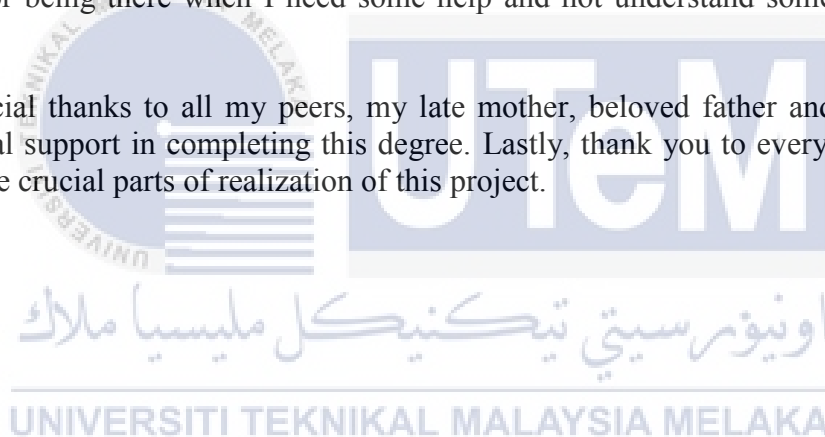 or being there when I need some help and not understand some
cial thanks to all my peers, my late mother, beloved father and
al support in completing this degree. Lastly, thank you to every
e crucial parts of realization of this project.
UTeM
اونيۏرسيتي تيكنيكل مليسيا ملاك
UNIVERSITI TEKNIKAL MALAYSIA MELAKA